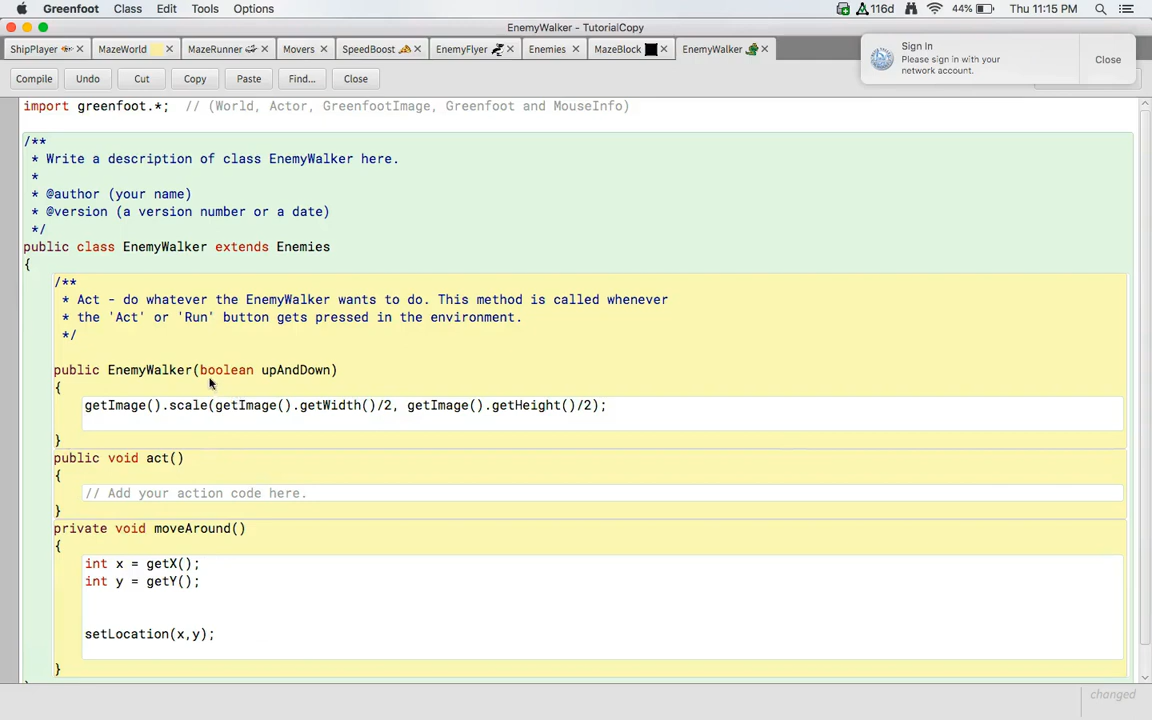 Greenfoot Class Edit Tools Options 116d 44% Thu 11:15 PM
EnemyWalker - TutorialCopy
ShipPlayer MazeWorld MazeRunner Movers SpeedBoost EnemyFlyer Enemies MazeBlock EnemyWalker
Sign In
Please sign in with your
network account.
Close
Compile Undo Cut Copy Paste Find... Close
import greenfoot.*;  // (World, Actor, GreenfootImage, Greenfoot and MouseInfo)
/**
* Write a description of class EnemyWalker here.
*
* @author (your name)
* @version (a version number or a date)
*/
public class EnemyWalker extends Enemies
{
/**
* Act - do whatever the EnemyWalker wants to do. This method is called whenever
* the 'Act' or 'Run' button gets pressed in the environment.
*/
public EnemyWalker(boolean upAndDown)
{
getImage().scale(getImage().getWidth()/2, getImage().getHeight()/2);
}
public void act()
{
// Add your action code here.
}
private void moveAround()
{
int x = getX();
int y = getY();
setLocation(x,y);
}
changed